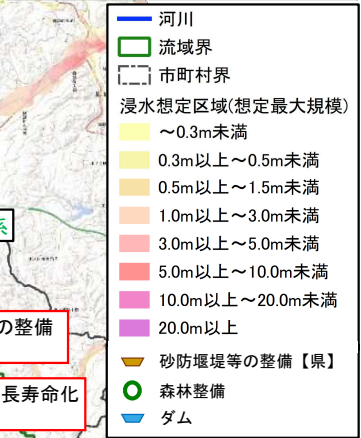 河川
流域界
市町村界
浸水想定区域(想定最大規模)
～0.3m未満
0.3m以上～0.5m未満
0.5m以上～1.5m未満
1.0m以上～3.0m未満
3.0m以上～5.0m未満
5.0m以上～10.0m未満
10.0m以上～20.0m未満
20.0m以上
砂防堰堤等の整備【県】
森林整備
ダム
系
の整備
長寿命化